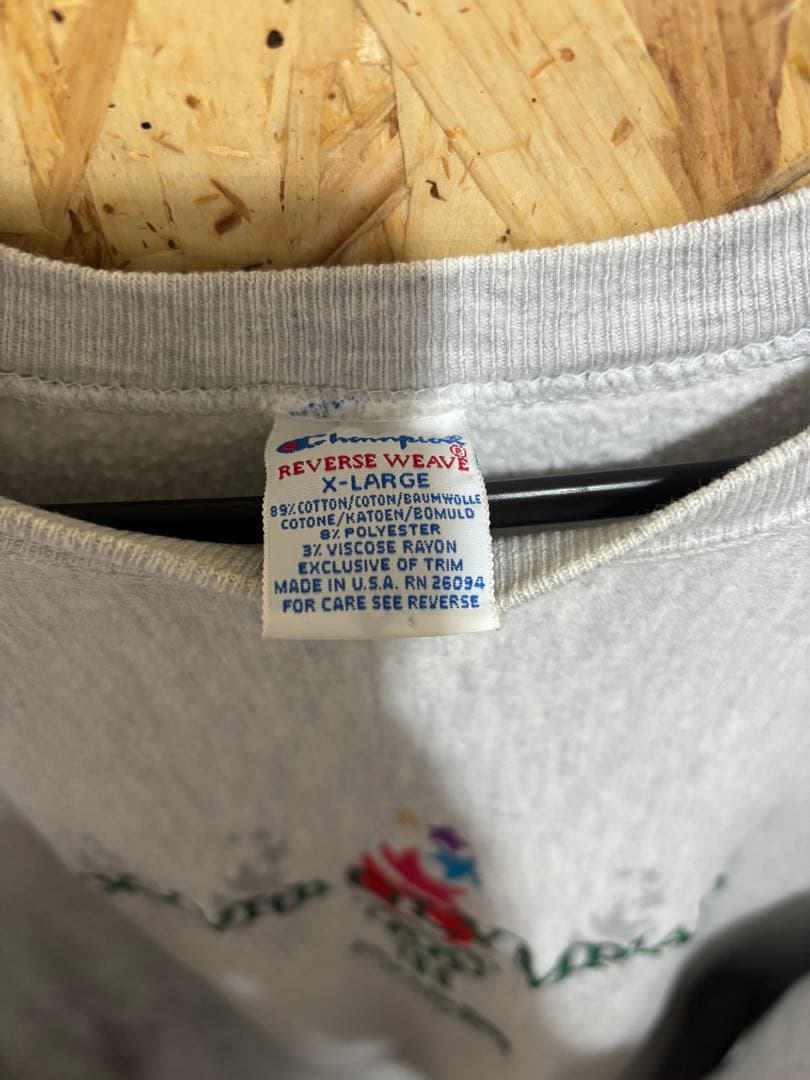 Champion
REVERSE WEAVE®
X-LARGE
89% COTTON/COTON/BAUMWOLLE
COTONE/KATOEN/BOMULD
8% POLYESTER
3% VISCOSE RAYON
EXCLUSIVE OF TRIM
MADE IN U.S.A. RN 26094
FOR CARE SEE REVERSE